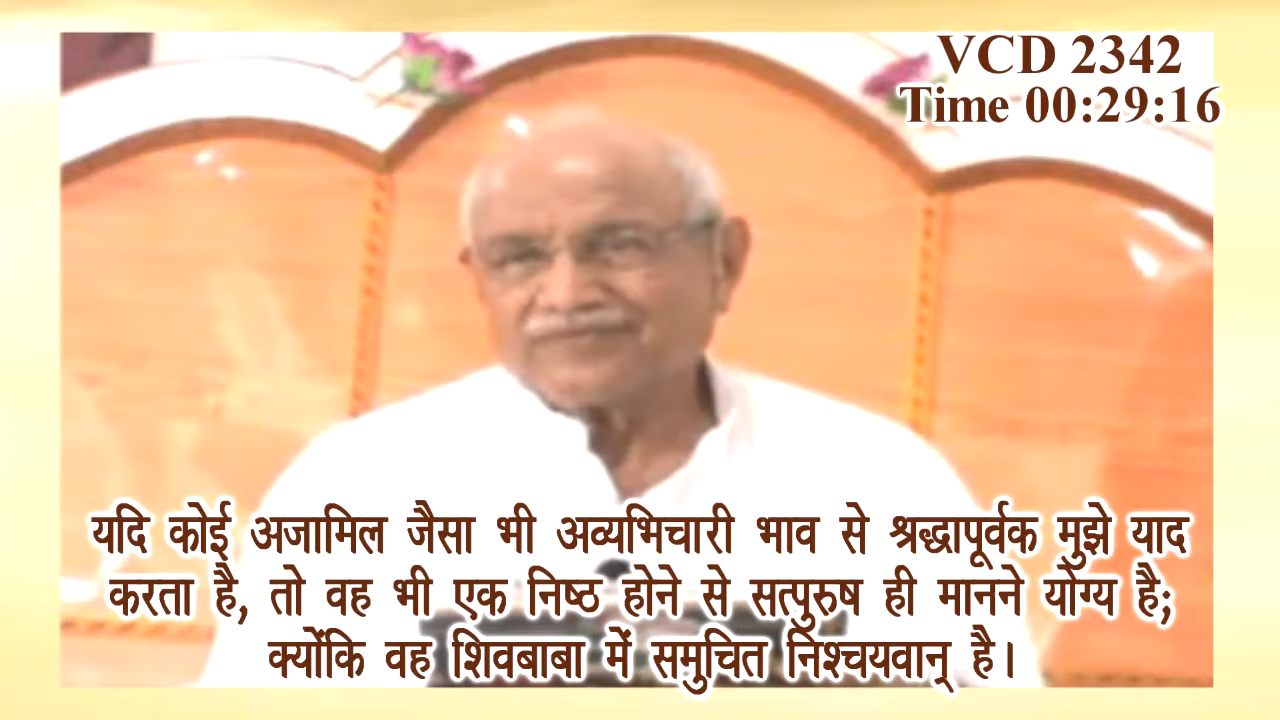 VCD 2342
Time 00:29:16
यदि कोई अजामिल जैसा भी अव्यभिचारी भाव से श्रद्धापूर्वक मुझे याद
करता है, तो वह भी एक निष्ठ होने से सत्पुरुष ही मानने योग्य है;
क्योंकि वह शिवबाबा में समुचित निश्चयवान् है।